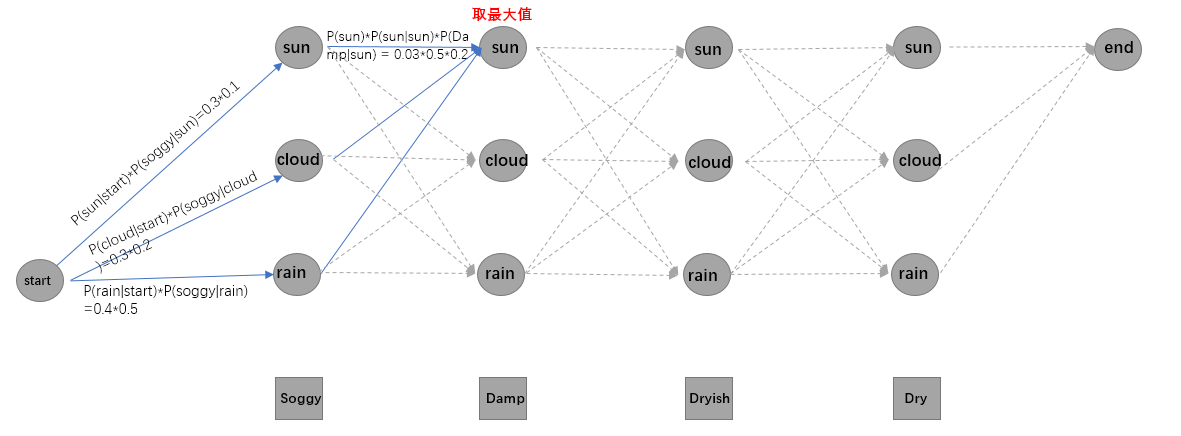 取最大值
sun
P(sun)*P(sun|sun)*P(Da
mp|sun) = 0.03*0.5*0.2
sun
sun
sun
end
P(sun|start)*P(soggy|sun)=0.3*0.1
cloud
cloud
cloud
cloud
P(cloud|start)*P(soggy|cloud
)=0.3*0.2
start
rain
rain
rain
rain
P(rain|start)*P(soggy|rain)
=0.4*0.5
Soggy
Damp
Dryish
Dry